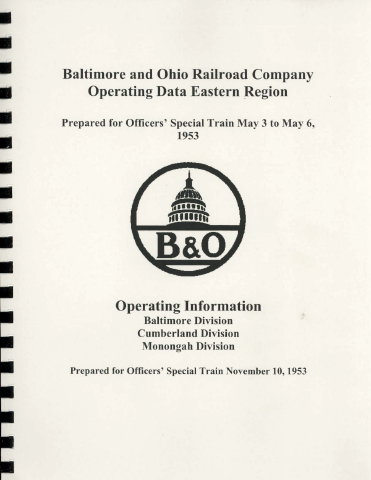 Baltimore and Ohio Railroad Company
Operating Data Eastern Region
Prepared for Officers' Special Train May 3 to May 6,
1953
B&O
Operating Information
Baltimore Division
Cumberland Division
Monongah Division
Prepared for Officers' Special Train November 10, 1953